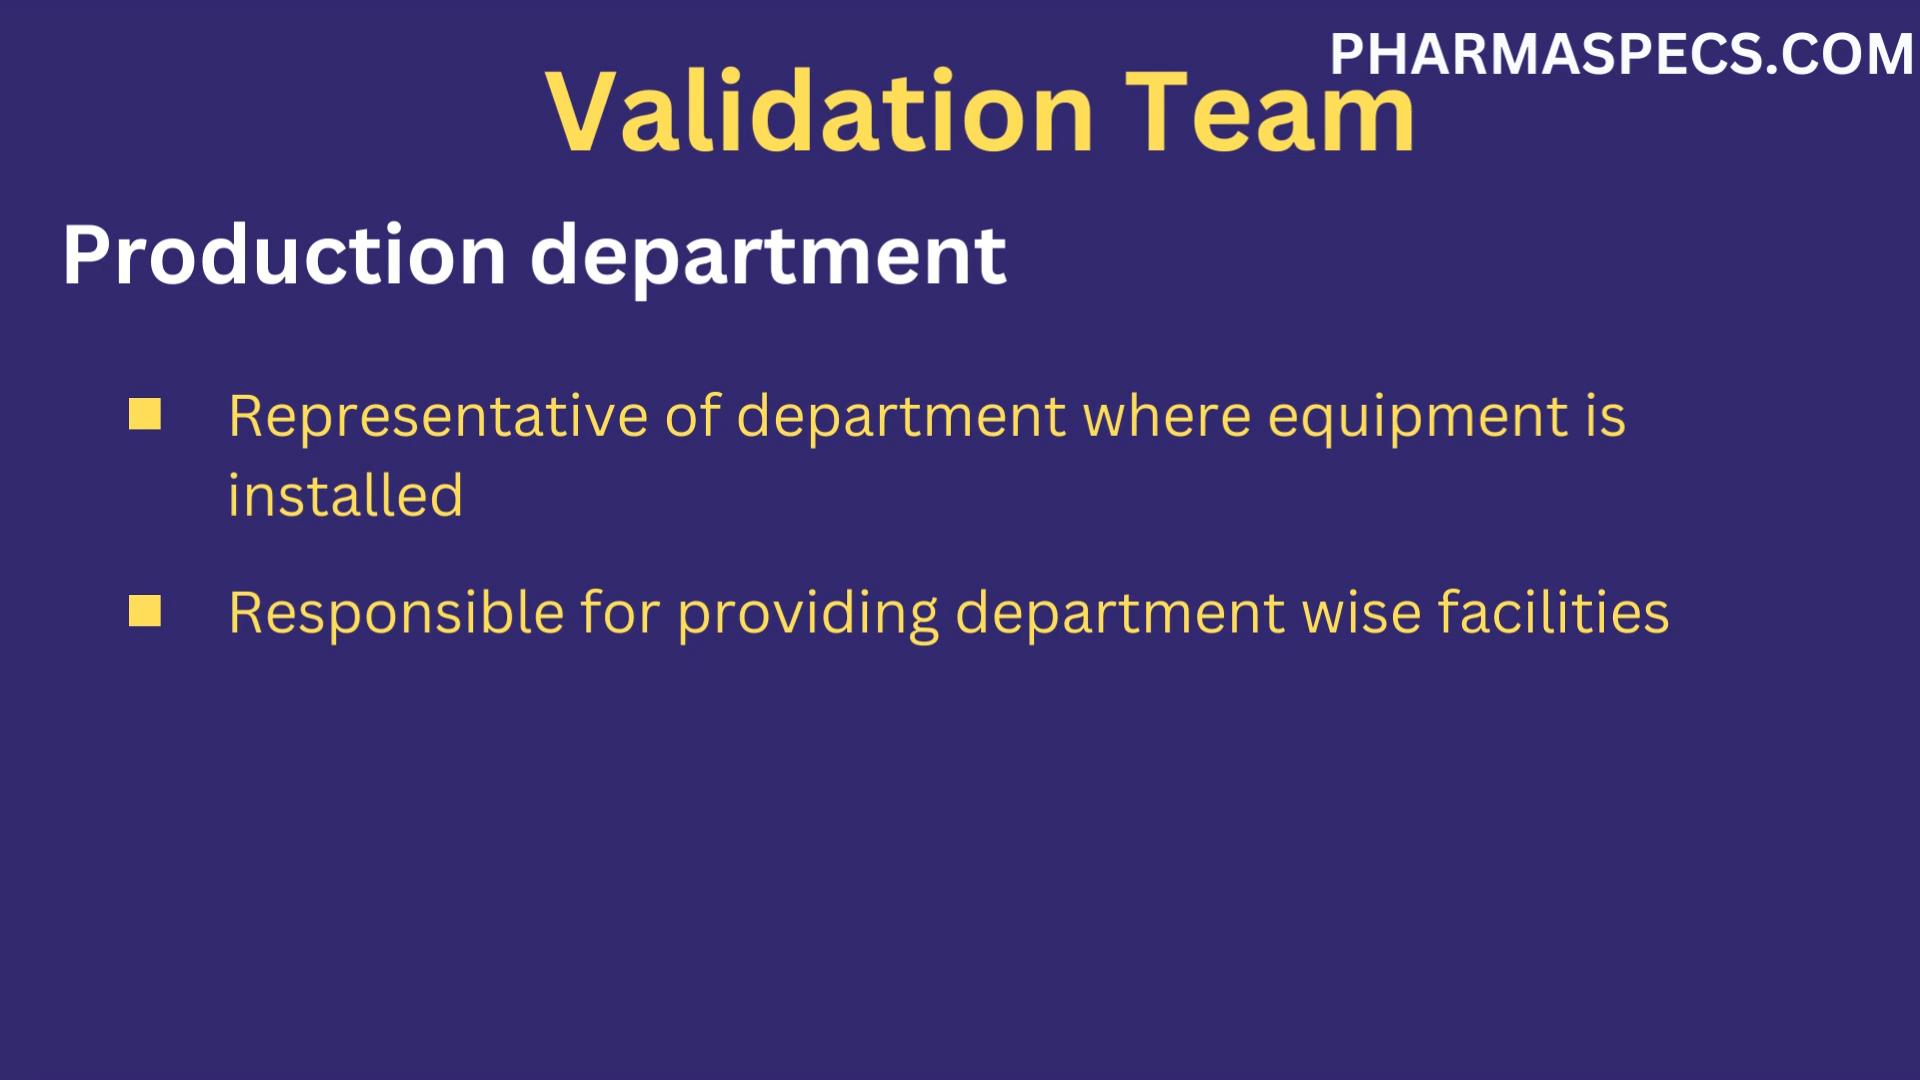 PHARMASPECS.COM
Validation Team
Production department
■ Representative of department where equipment is
installed
■ Responsible for providing department wise facilities